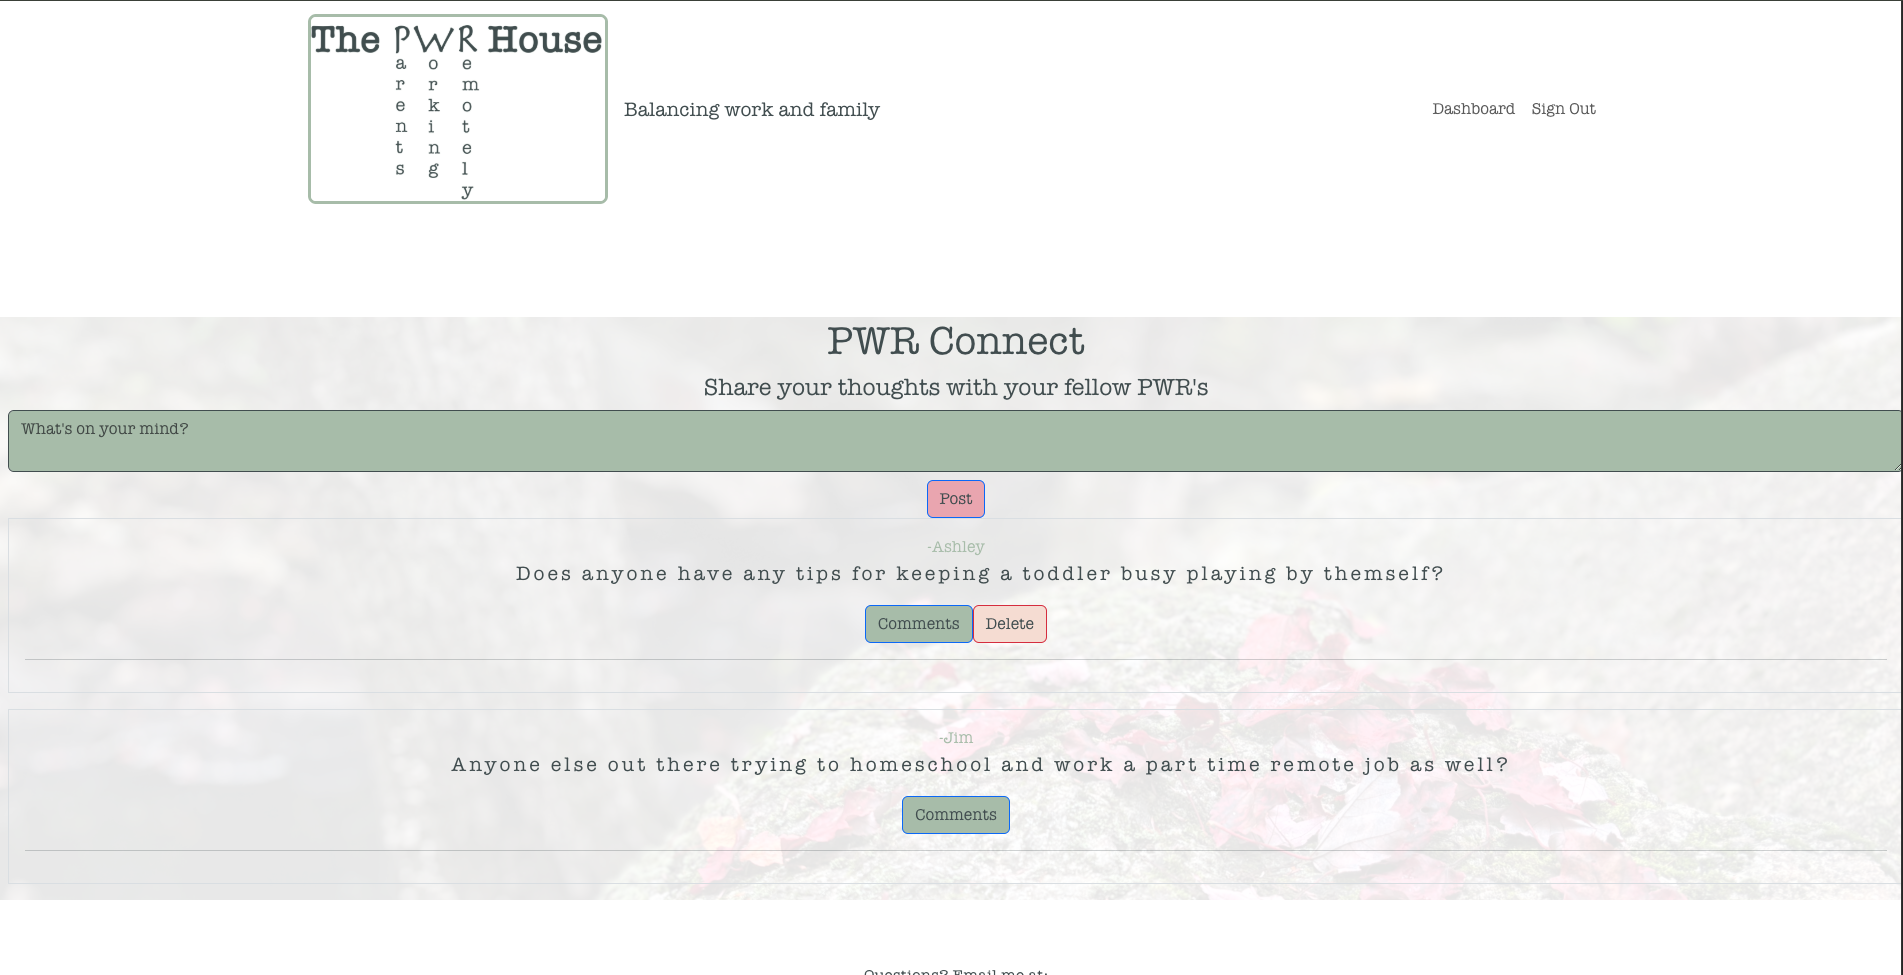 The PWR House
Parents
Working
Remotely
Balancing work and family
Dashboard Sign Out
PWR Connect
Share your thoughts with your fellow PWR's
What's on your mind?
Post
-Ashley
Does anyone have any tips for keeping a toddler busy playing by themself?
Comments Delete
-Jim
Anyone else out there trying to homeschool and work a part time remote job as well?
Comments
Questions? Email me at: